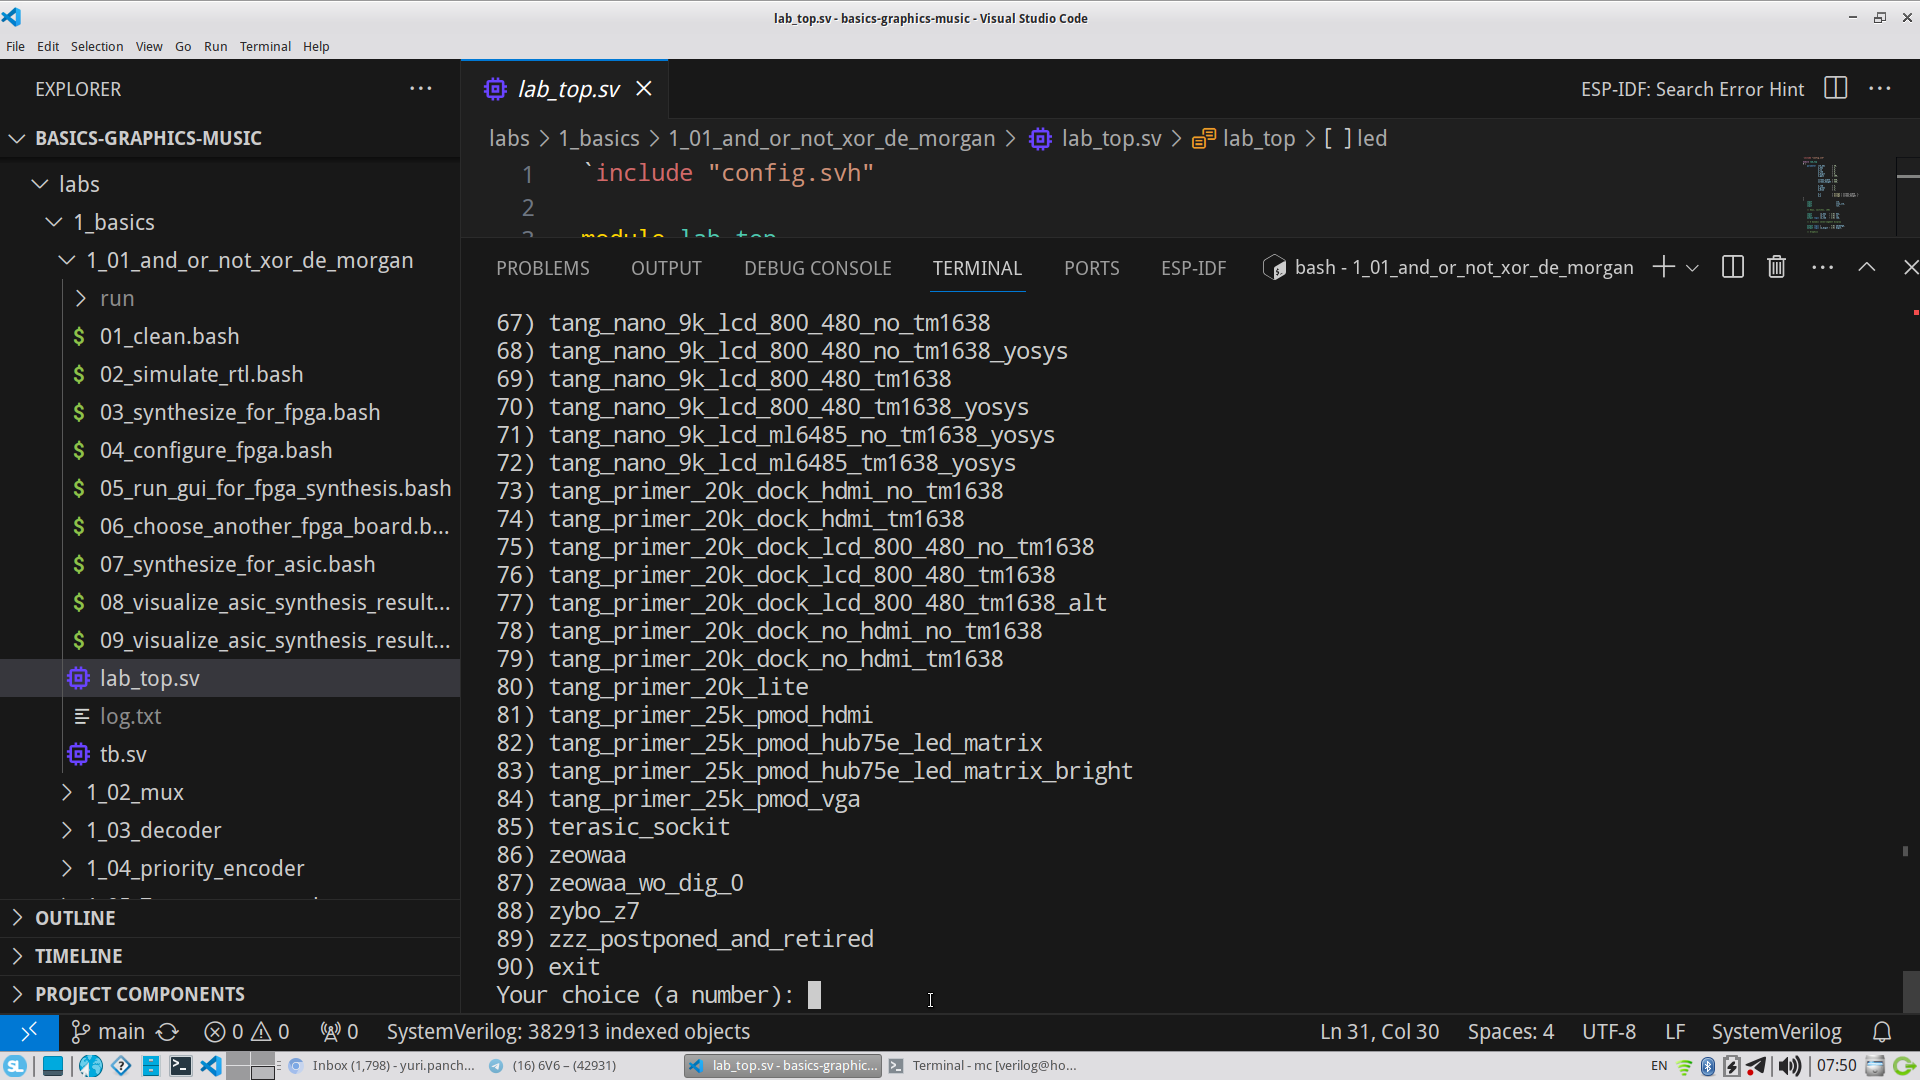 lab_top.sv - basics-graphics-music - Visual Studio Code
File Edit Selection View Go Run Terminal Help
EXPLORER
BASICS-GRAPHICS-MUSIC
labs
1_basics
1_01_and_or_not_xor_de_morgan
run
$ 01_clean.bash
$ 02_simulate_rtl.bash
$ 03_synthesize_for_fpga.bash
$ 04_configure_fpga.bash
$ 05_run_gui_for_fpga_synthesis.bash
$ 06_choose_another_fpga_board.b...
$ 07_synthesize_for_asic.bash
$ 08_visualize_asic_synthesis_result...
$ 09_visualize_asic_synthesis_result...
lab_top.sv
log.txt
tb.sv
1_02_mux
1_03_decoder
1_04_priority_encoder
OUTLINE
TIMELINE
PROJECT COMPONENTS
lab_top.sv
ESP-IDF: Search Error Hint
labs > 1_basics > 1_01_and_or_not_xor_de_morgan > lab_top.sv > lab_top > [ ] led
1 `include "config.svh"
2
3 module lab_top
PROBLEMS OUTPUT DEBUG CONSOLE TERMINAL PORTS ESP-IDF bash - 1_01_and_or_not_xor_de_morgan
67) tang_nano_9k_lcd_800_480_no_tm1638
68) tang_nano_9k_lcd_800_480_no_tm1638_yosys
69) tang_nano_9k_lcd_800_480_tm1638
70) tang_nano_9k_lcd_800_480_tm1638_yosys
71) tang_nano_9k_lcd_ml6485_no_tm1638_yosys
72) tang_nano_9k_lcd_ml6485_tm1638_yosys
73) tang_primer_20k_dock_hdmi_no_tm1638
74) tang_primer_20k_dock_hdmi_tm1638
75) tang_primer_20k_dock_lcd_800_480_no_tm1638
76) tang_primer_20k_dock_lcd_800_480_tm1638
77) tang_primer_20k_dock_lcd_800_480_tm1638_alt
78) tang_primer_20k_dock_no_hdmi_no_tm1638
79) tang_primer_20k_dock_no_hdmi_tm1638
80) tang_primer_20k_lite
81) tang_primer_25k_pmod_hdmi
82) tang_primer_25k_pmod_hub75e_led_matrix
83) tang_primer_25k_pmod_hub75e_led_matrix_bright
84) tang_primer_25k_pmod_vga
85) terasic_sockit
86) zeowaa
87) zeowaa_wo_dig_0
88) zybo_z7
89) zzz_postponed_and_retired
90) exit
Your choice (a number):
main 0 0 0 SystemVerilog: 382913 indexed objects Ln 31, Col 30 Spaces: 4 UTF-8 LF SystemVerilog
SL Inbox (1,798) - yuri.panch... (16) 6V6 – (42931) lab_top.sv - basics-graphic... Terminal - mc [verilog@ho... EN 07:50